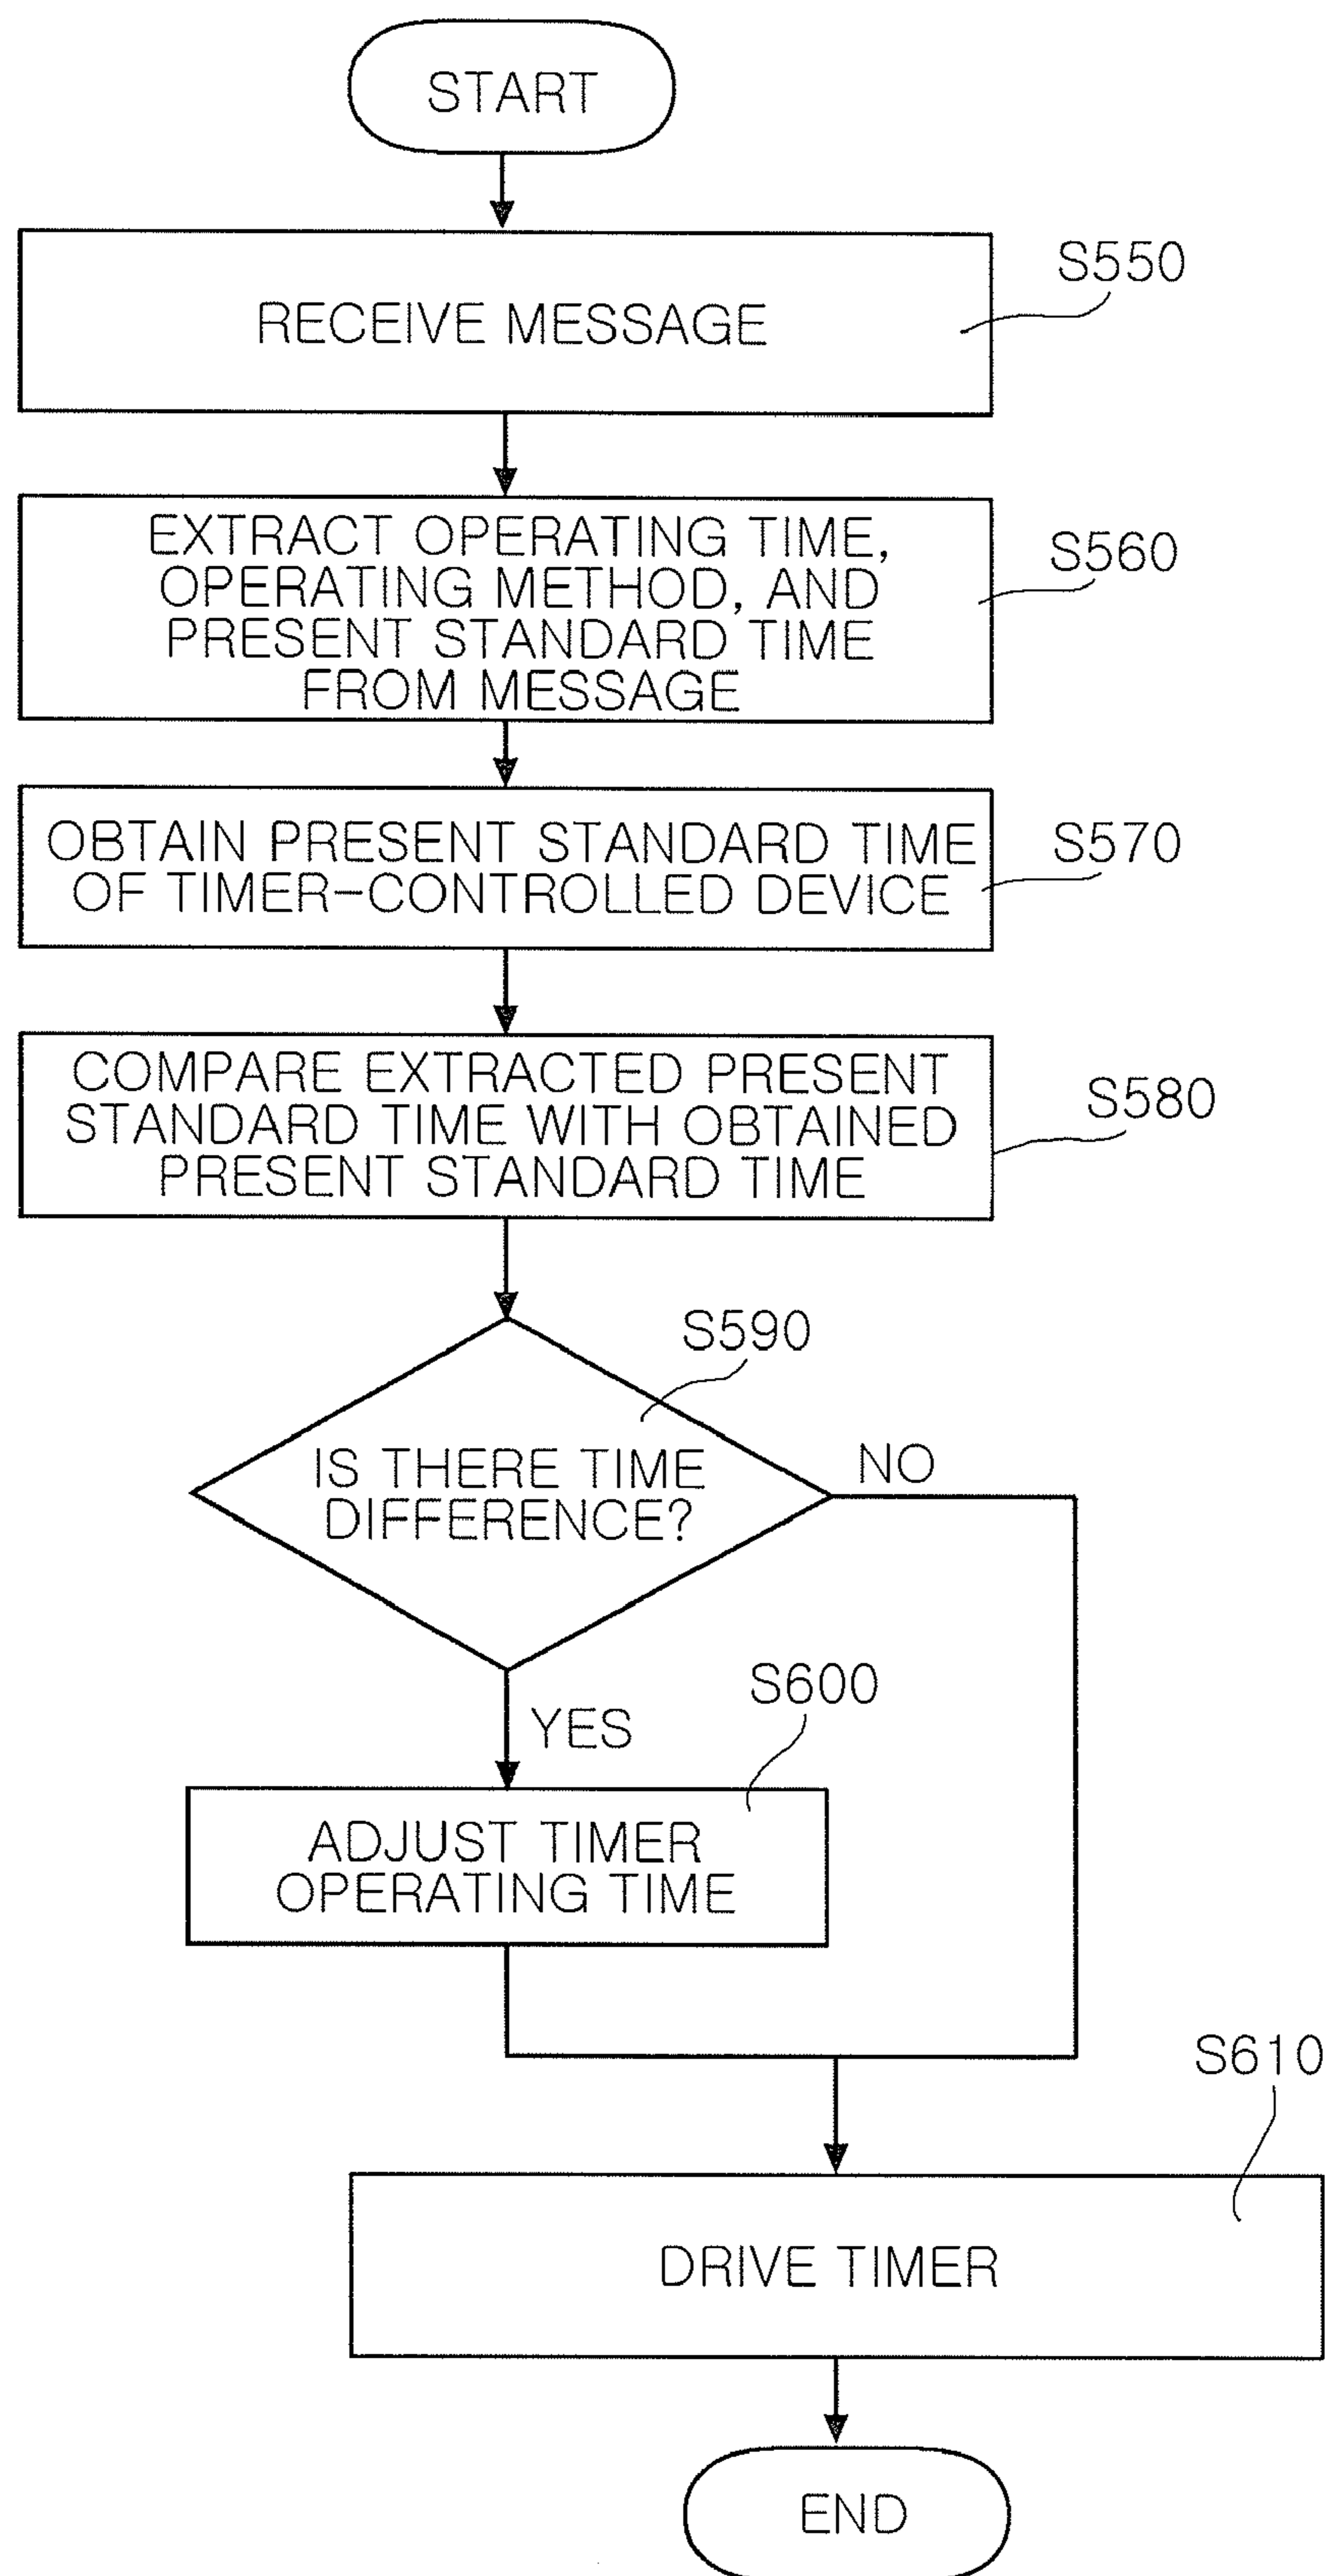 START
S550
RECEIVE MESSAGE
EXTRACT OPERATING TIME,
OPERATING METHOD, AND
PRESENT STANDARD TIME
FROM MESSAGE
S560
OBTAIN PRESENT STANDARD TIME
OF TIMER-CONTROLLED DEVICE
S570
COMPARE EXTRACTED PRESENT
STANDARD TIME WITH OBTAINED
PRESENT STANDARD TIME
S580
S590
IS THERE TIME
DIFFERENCE?
NO
YES
S600
ADJUST TIMER
OPERATING TIME
S610
DRIVE TIMER
END